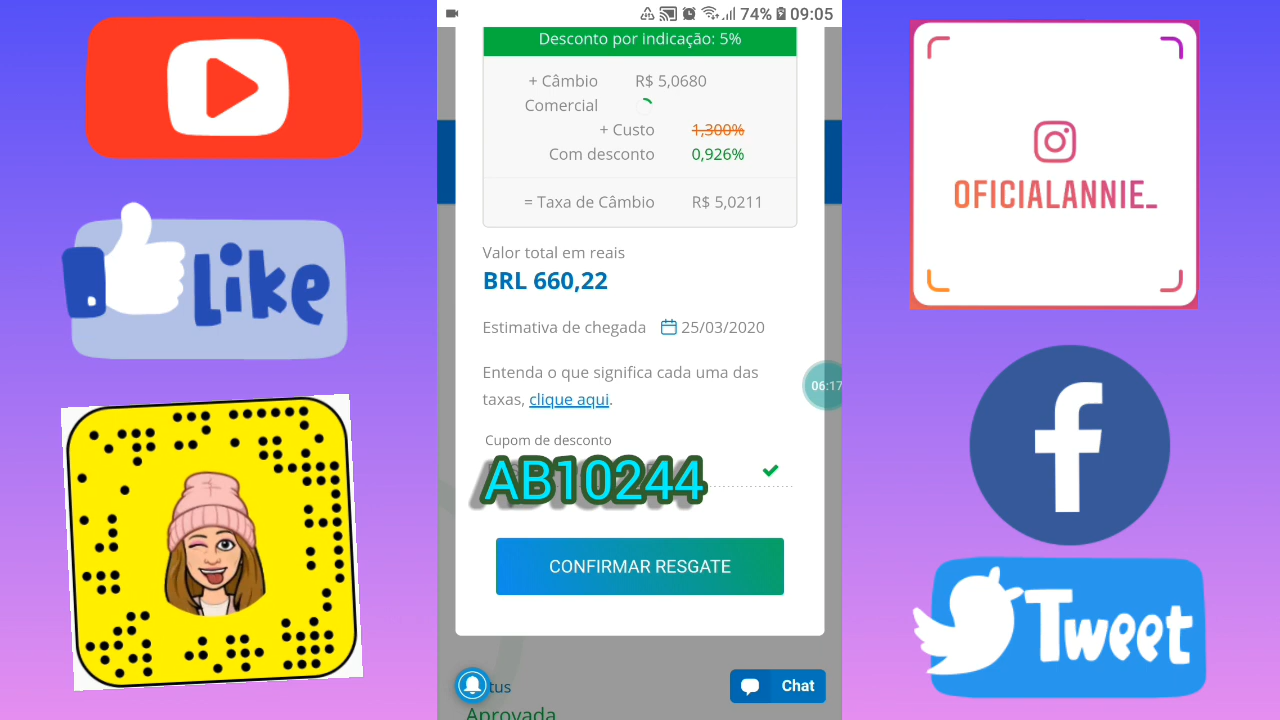 74% 09:05
Desconto por indicação: 5%
+ Câmbio R$ 5,0680
Comercial
+ Custo 1,300%
Com desconto 0,926%
= Taxa de Câmbio R$ 5,0211
Valor total em reais
BRL 660,22
Estimativa de chegada 25/03/2020
06:17
Entenda o que significa cada uma das
taxas, clique aqui.
Cupom de desconto
AB10244
CONFIRMAR RESGATE
tus
Chat
Aprovada
Like
OFICIALANNIE_
f
Tweet